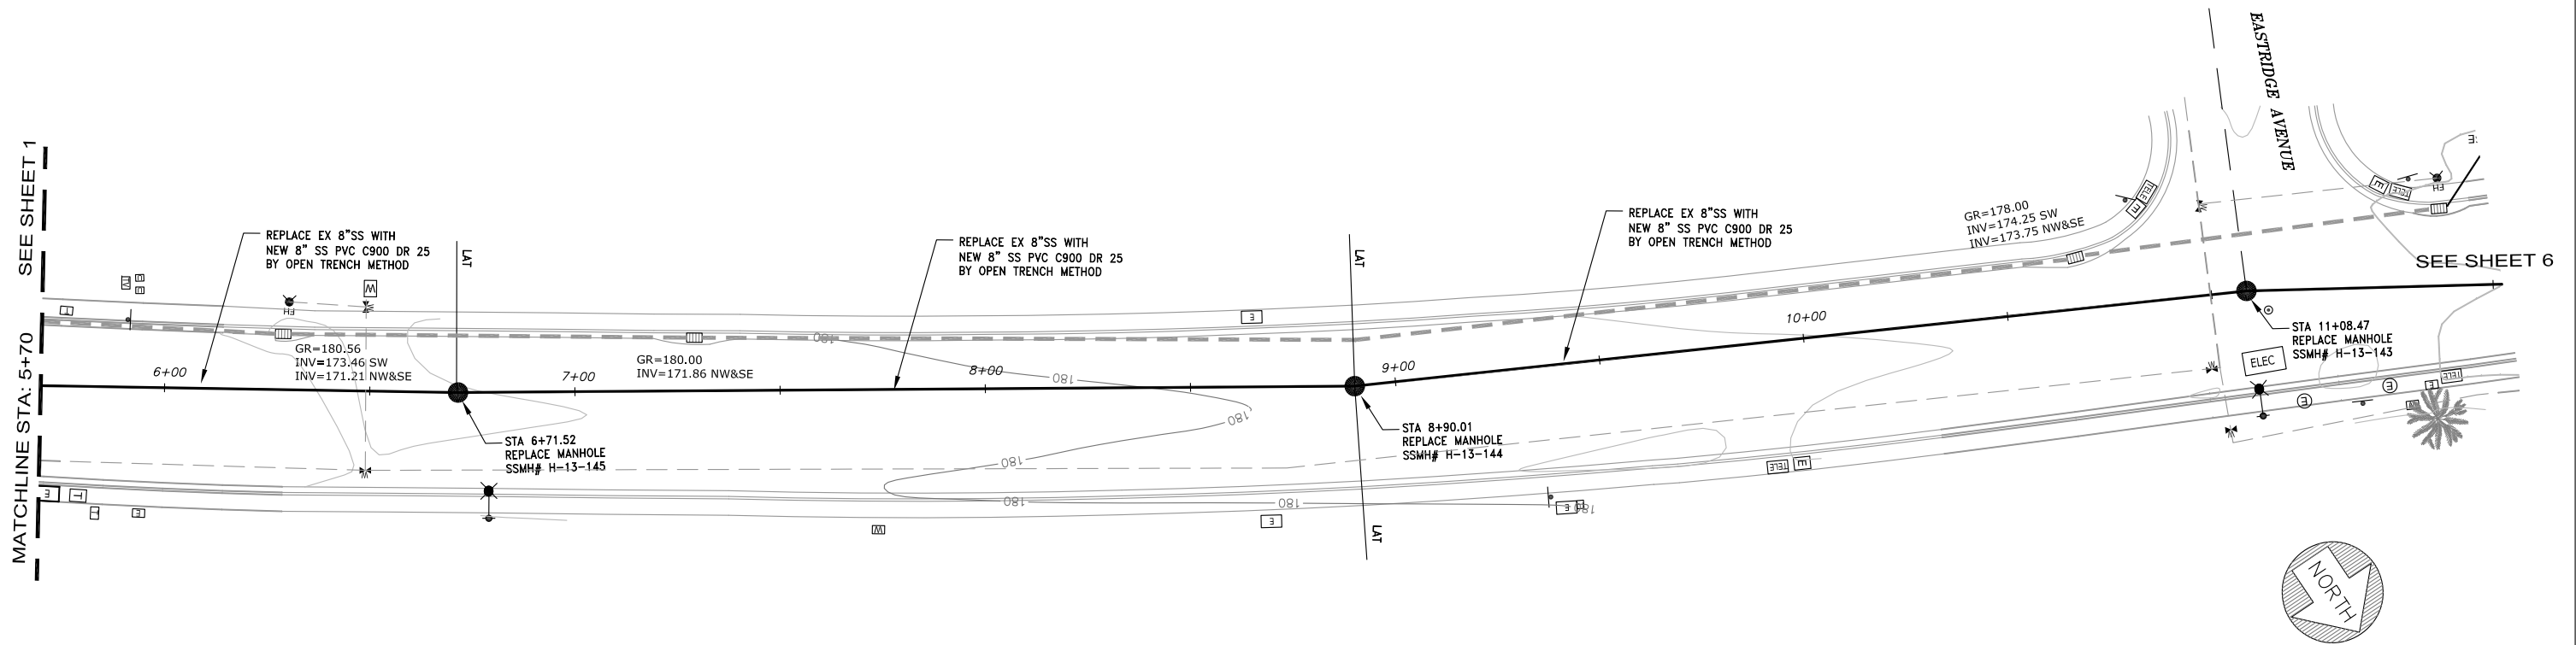 SEE SHEET 1
MATCHLINE STA: 5+70
REPLACE EX 8"SS WITH
NEW 8" SS PVC C900 DR 25
BY OPEN TRENCH METHOD
LAT
REPLACE EX 8"SS WITH
NEW 8" SS PVC C900 DR 25
BY OPEN TRENCH METHOD
LAT
REPLACE EX 8"SS WITH
NEW 8" SS PVC C900 DR 25
BY OPEN TRENCH METHOD
GR=178.00
INV=174.25 SW
INV=173.75 NW&SE
EASTRIDGE AVENUE
TELE
E
E
TELE
FH
E
SEE SHEET 6
W
FH
T
E
GR=180.56
INV=173.46 SW
INV=171.21 NW&SE
GR=180.00
INV=171.86 NW&SE
6+00
7+00
8+00
9+00
10+00
180
180
180
180
180
180
180
STA 6+71.52
REPLACE MANHOLE
SSMH# H-13-145
STA 8+90.01
REPLACE MANHOLE
SSMH# H-13-144
STA 11+08.47
REPLACE MANHOLE
SSMH# H-13-143
ELEC
E
E
E
TELE
TELE
E
E
T
T
E
W
E
E
LAT
NORTH